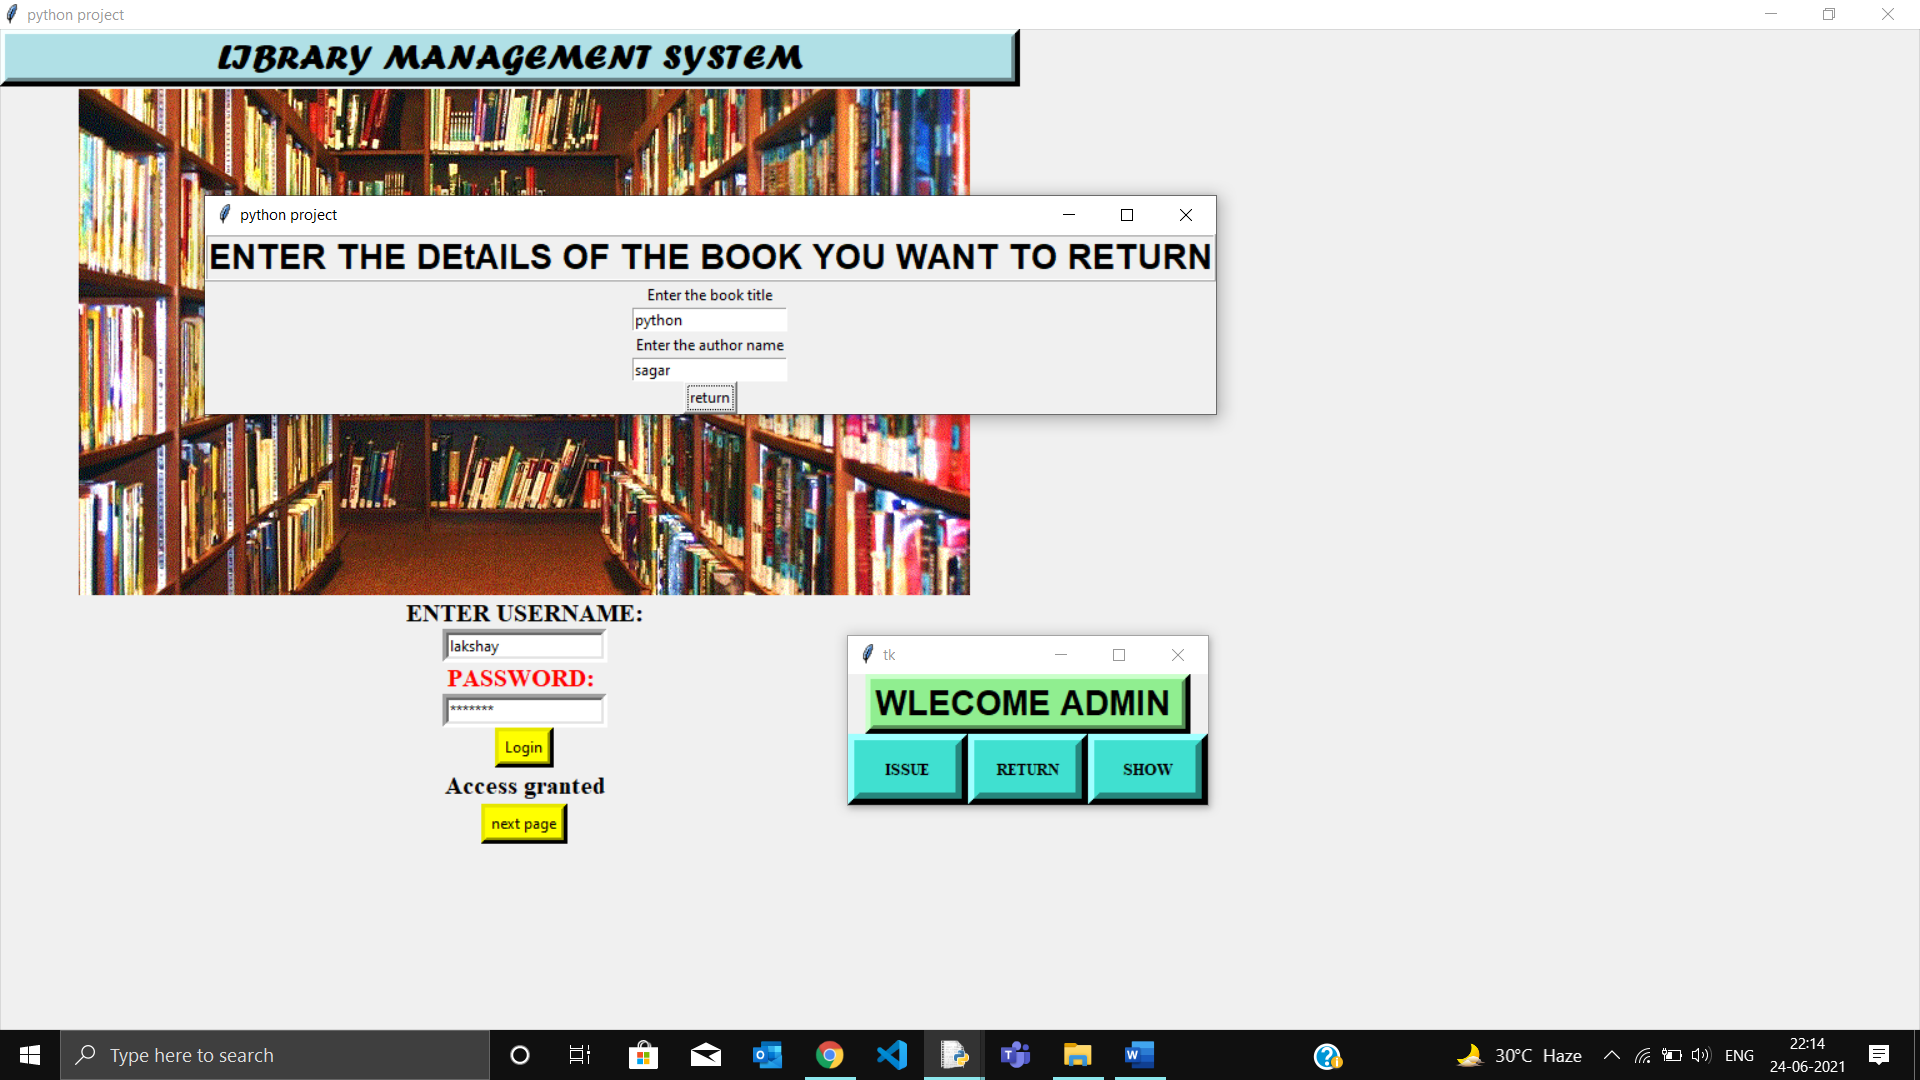 python project
LIBRARY MANAGEMENT SYSTEM
python project
ENTER THE DEtAILS OF THE BOOK YOU WANT TO RETURN
Enter the book title
python
Enter the author name
sagar
return
ENTER USERNAME:
lakshay
PASSWORD:
*******
Login
Access granted
next page
tk
WLECOME ADMIN
ISSUE RETURN SHOW
Type here to search
30°C Haze
ENG
22:14
24-06-2021